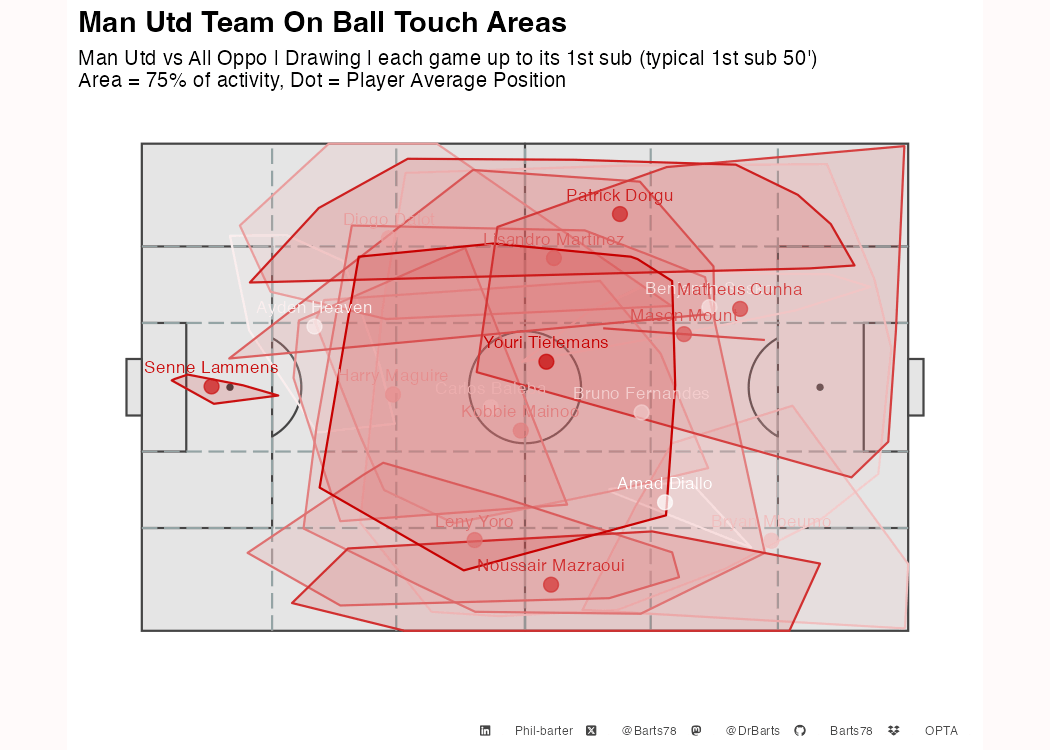 Man Utd Team On Ball Touch Areas
Man Utd vs All Oppo | Drawing | each game up to its 1st sub (typical 1st sub 50')
Area = 75% of activity, Dot = Player Average Position
Patrick Dorgu
Diogo Dalot
Lisandro Martinez
Matheus Cunha
Ayden Heaven
Mason Mount
Youri Tielemans
Senne Lammens
Harry Maguire
Carlos Baleba
Bruno Fernandes
Kobbie Mainoo
Amad Diallo
Leny Yoro
Bryan Mbeumo
Noussair Mazraoui
Phil-barter @Barts78 @DrBarts Barts78 OPTA